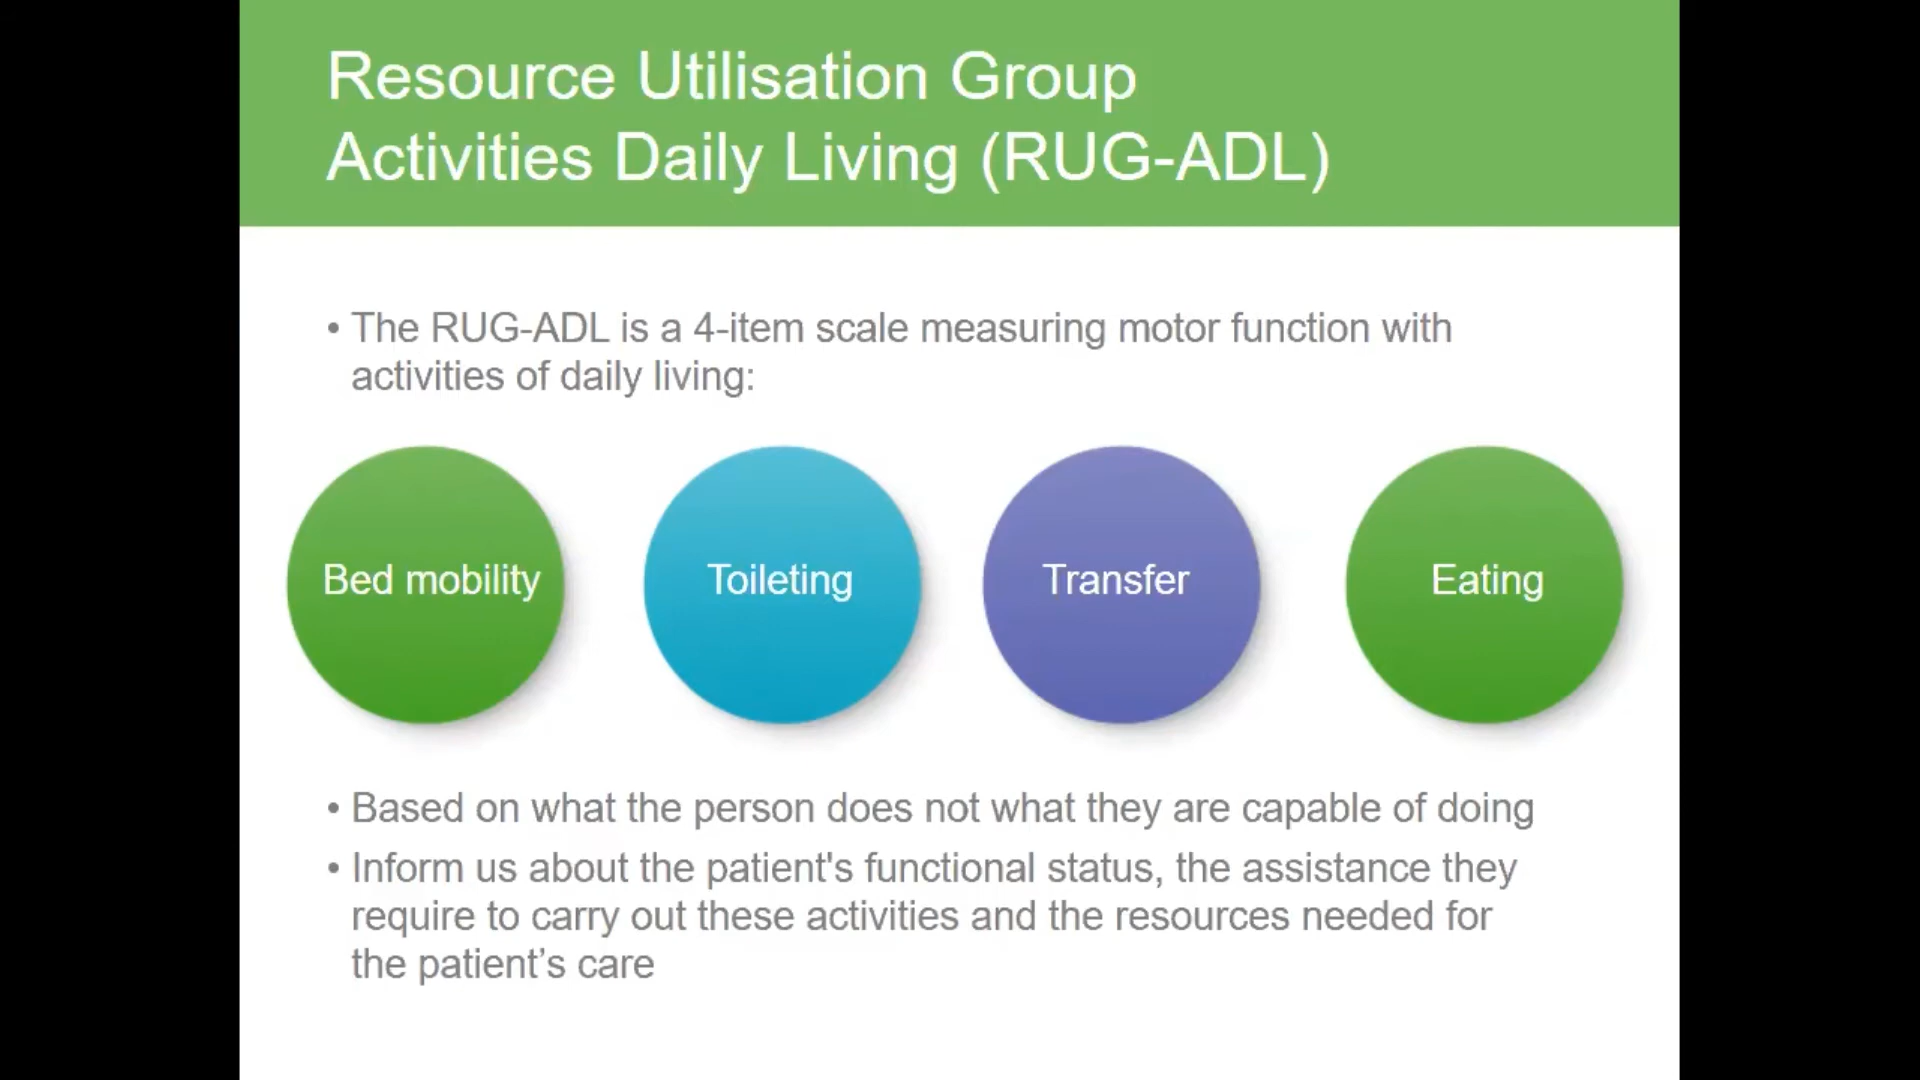 Resource Utilisation Group
Activities Daily Living (RUG-ADL)
• The RUG-ADL is a 4-item scale measuring motor function with
activities of daily living:
Bed mobility
Toileting
Transfer
Eating
• Based on what the person does not what they are capable of doing
• Inform us about the patient's functional status, the assistance they
require to carry out these activities and the resources needed for
the patient’s care